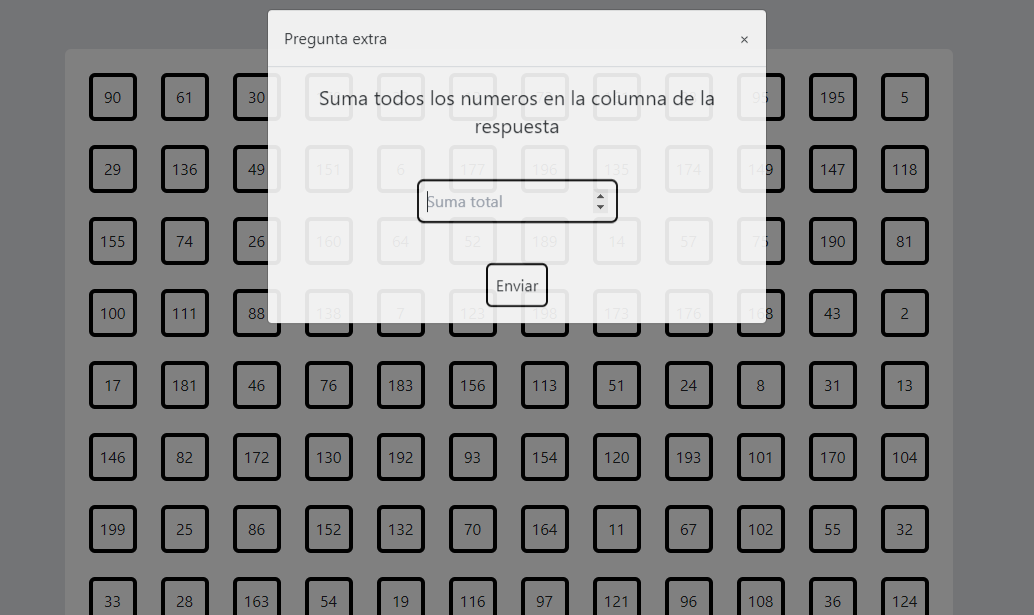 Pregunta extra ×
90 61 30 195 5
Suma todos los numeros en la columna de la
respuesta
29 136 49 151 6 177 196 135 174 149 147 118
Suma total
155 74 26 160 64 52 189 14 57 75 190 81
Enviar
100 111 88 138 7 123 198 173 176 168 43 2
17 181 46 76 183 156 113 51 24 8 31 13
146 82 172 130 192 93 154 120 193 101 170 104
199 25 86 152 132 70 164 11 67 102 55 32
33 28 163 54 19 116 97 121 96 108 36 124